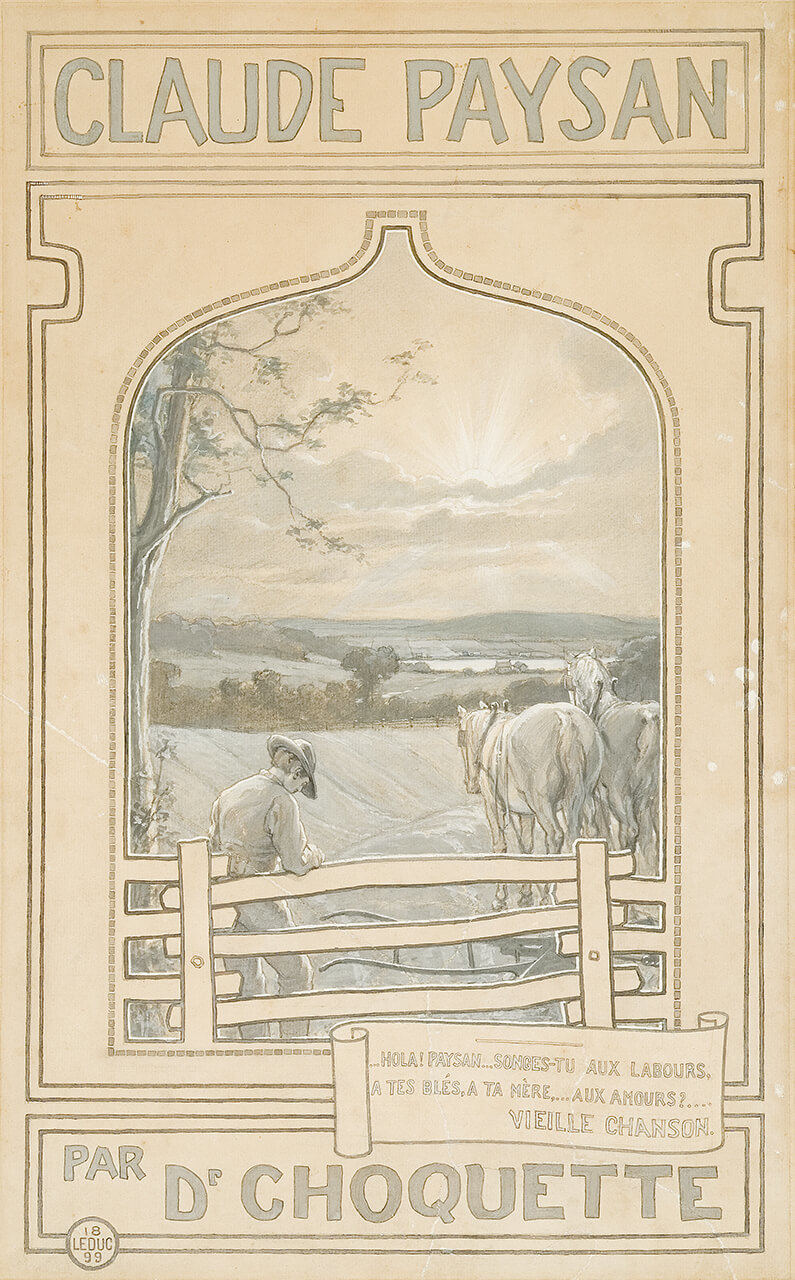 CLAUDE PAYSAN
...HOLA! PAYSAN...SONGES-TU AUX LABOURS,
A TES BLÉS, A TA MÈRE,...AUX AMOURS?....
VIEILLE CHANSON.
PAR Dr CHOQUETTE
18
LEDUC
99